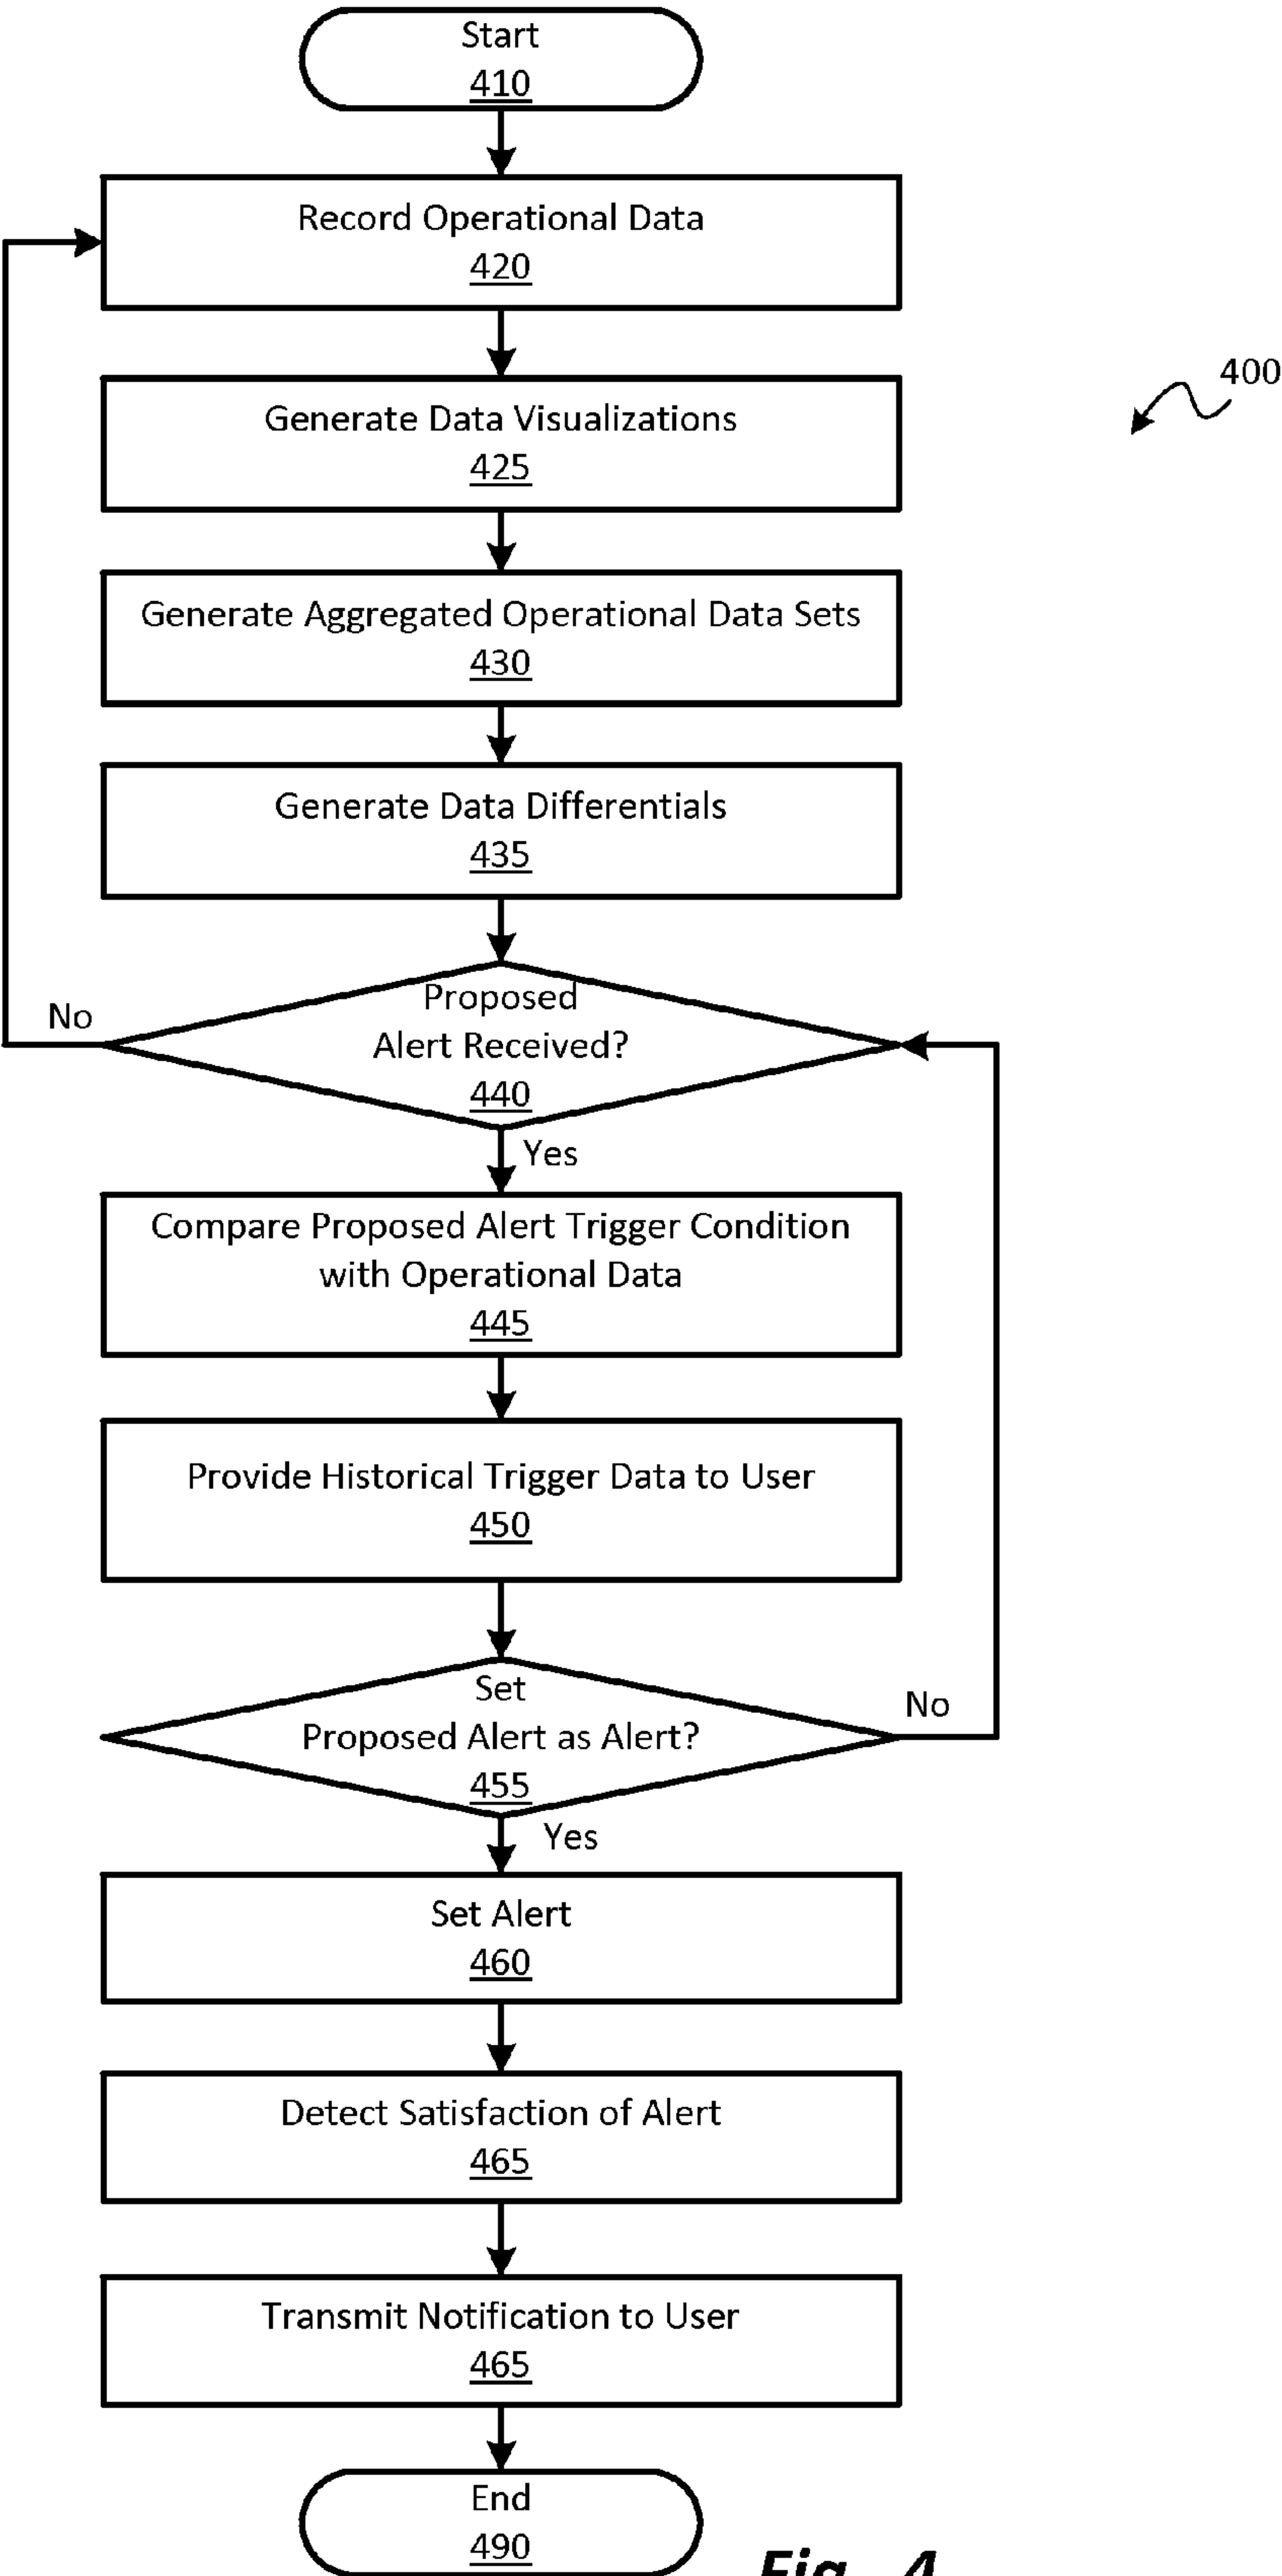 Start
410
Record Operational Data
420
400
Generate Data Visualizations
425
Generate Aggregated Operational Data Sets
430
Generate Data Differentials
435
Proposed
Alert Received?
440
No
Yes
Compare Proposed Alert Trigger Condition
with Operational Data
445
Provide Historical Trigger Data to User
450
Set
Proposed Alert as Alert?
455
No
Yes
Set Alert
460
Detect Satisfaction of Alert
465
Transmit Notification to User
465
End
490
Fig. 4